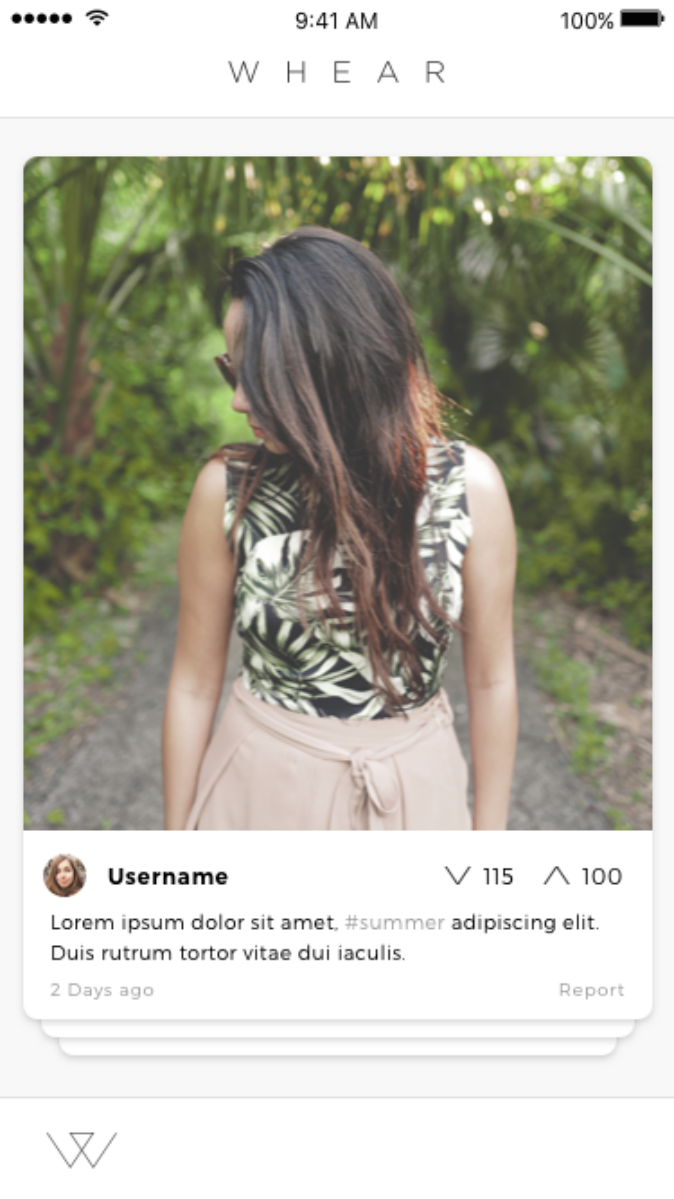 9:41 AM 100%
WHEAR
Username 115 100
Lorem ipsum dolor sit amet, #summer adipiscing elit.
Duis rutrum tortor vitae dui iaculis.
2 Days ago Report